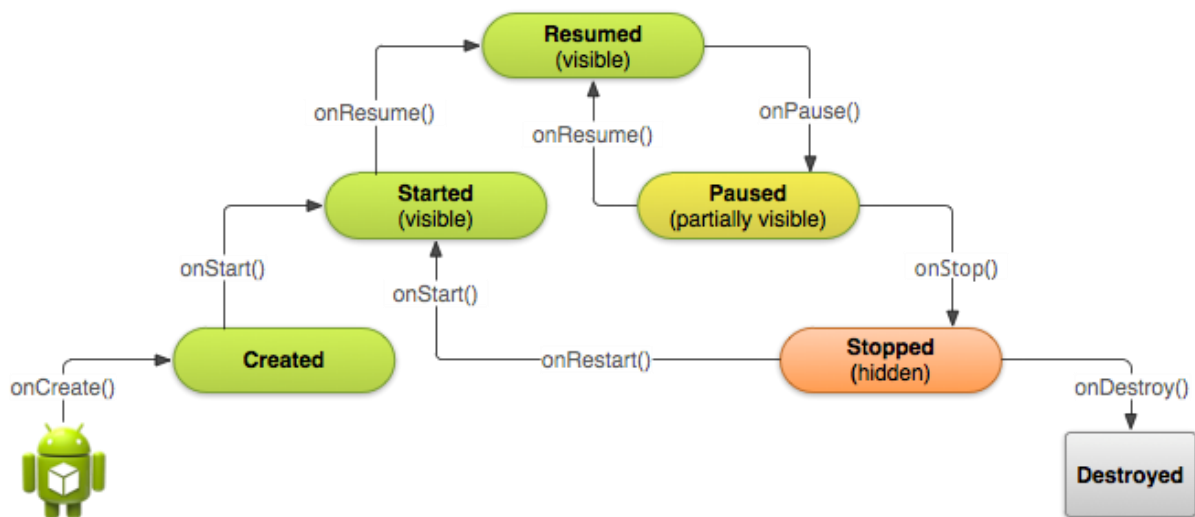 Resumed
(visible)
onResume()
onResume()
onPause()
Started
(visible)
Paused
(partially visible)
onStart()
onStart()
onStop()
Created
onRestart()
Stopped
(hidden)
onCreate()
onDestroy()
Destroyed